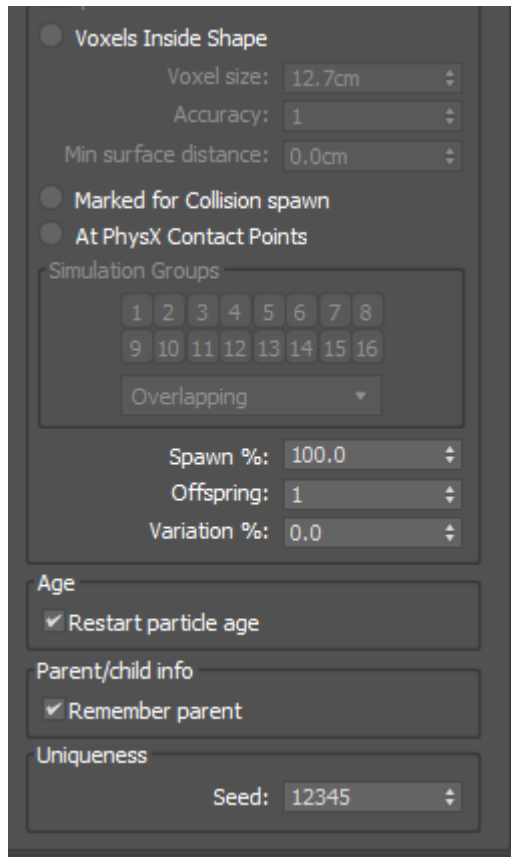 Voxels Inside Shape
Voxel size: 12.7cm
Accuracy: 1
Min surface distance: 0.0cm
Marked for Collision spawn
At PhysX Contact Points
Simulation Groups
1 2 3 4 5 6 7 8
9 10 11 12 13 14 15 16
Overlapping
Spawn %: 100.0
Offspring: 1
Variation %: 0.0
Age
Restart particle age
Parent/child info
Remember parent
Uniqueness
Seed: 12345